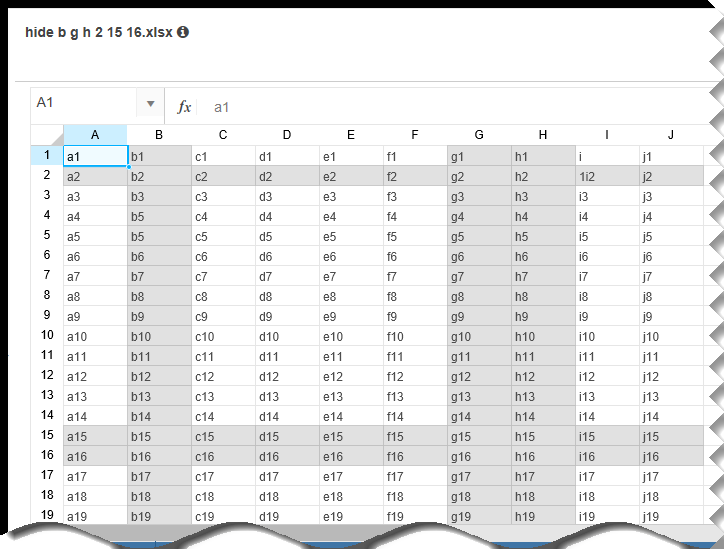 hide b g h 2 15 16.xlsx
A1 fx a1
A B C D E F G H I J
1 a1 b1 c1 d1 e1 f1 g1 h1 i j1
2 a2 b2 c2 d2 e2 f2 g2 h2 1i2 j2
3 a3 b3 c3 d3 e3 f3 g3 h3 i3 j3
4 a4 b5 c4 d4 e4 f4 g4 h4 i4 j4
5 a5 b5 c5 d5 e5 f5 g5 h5 i5 j5
6 a6 b6 c6 d6 e6 f6 g6 h6 i6 j6
7 a7 b7 c7 d7 e7 f7 g7 h7 i7 j7
8 a8 b8 c8 d8 e8 f8 g8 h8 i8 j8
9 a9 b9 c9 d9 e9 f9 g9 h9 i9 j9
10 a10 b10 c10 d10 e10 f10 g10 h10 i10 j10
11 a11 b11 c11 d11 e11 f11 g11 h11 i11 j11
12 a12 b12 c12 d12 e12 f12 g12 h12 i12 j12
13 a13 b13 c13 d13 e13 f13 g13 h13 i13 j13
14 a14 b14 c14 d14 e14 f14 g14 h14 i14 j14
15 a15 b15 c15 d15 e15 f15 g15 h15 i15 j15
16 a16 b16 c16 d16 e16 f16 g16 h16 i16 j16
17 a17 b17 c17 d17 e17 f17 g17 h17 i17 j17
18 a18 b18 c18 d18 e18 f18 g18 h18 i18 j18
19 a19 b19 c19 d19 e19 f19 g19 h19 i19 j19